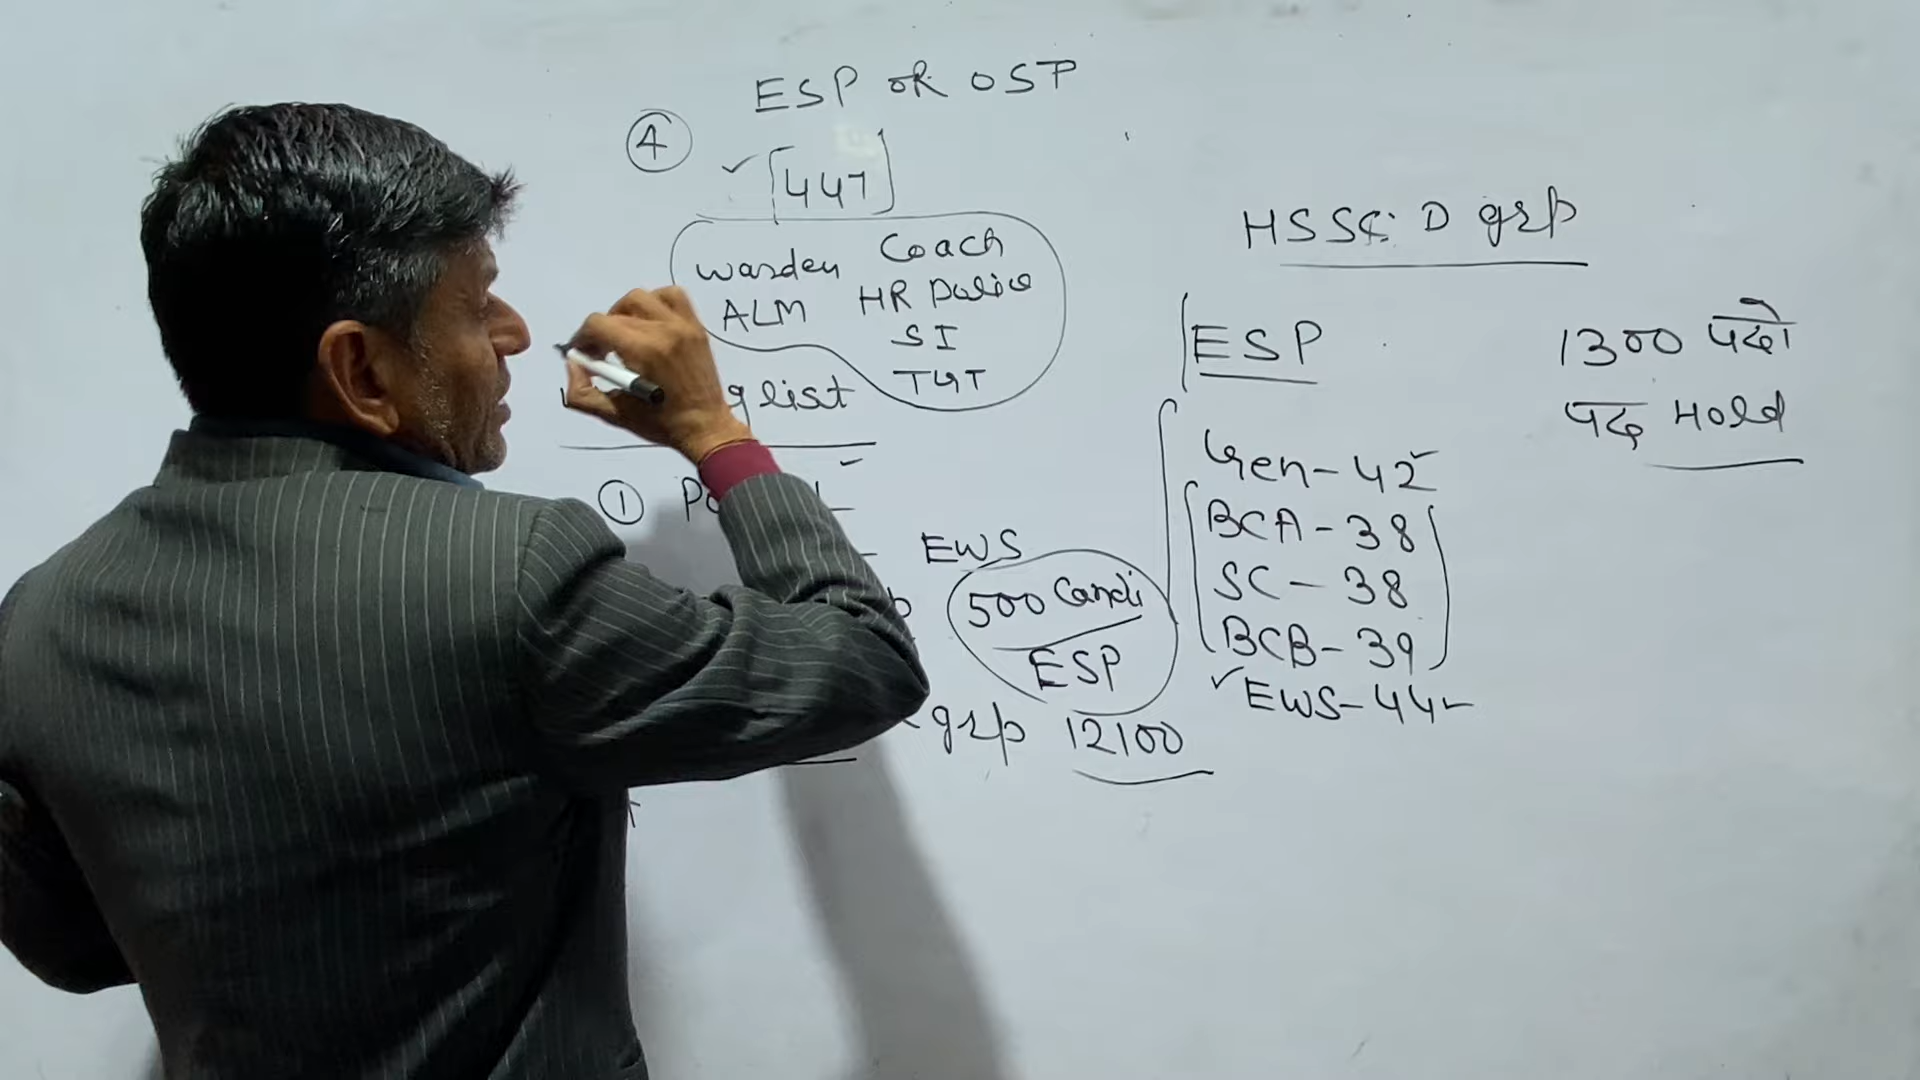 ESP OR OSP
4
447
Warden Coach
ALM HR Police
SI
TGT
list
1
EWS
500 Candi
ESP
grp 12100
HSSC: D grp
ESP
Gen-42
BCA-38
SC-38
BCB-39
EWS-44
1300 पदो
पद Hold